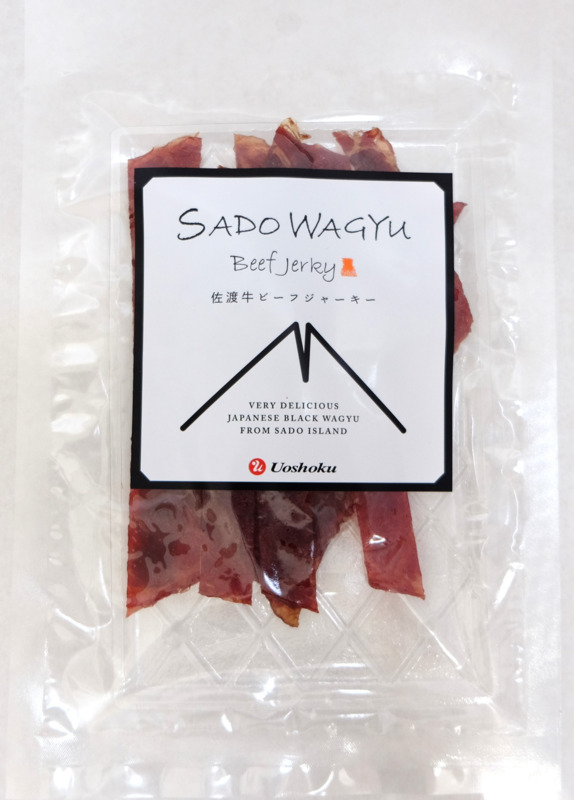 SADO WAGYU
Beef Jerky
佐渡牛ビーフジャーキー
VERY DELICIOUS
JAPANESE BLACK WAGYU
FROM SADO ISLAND
Uoshoku